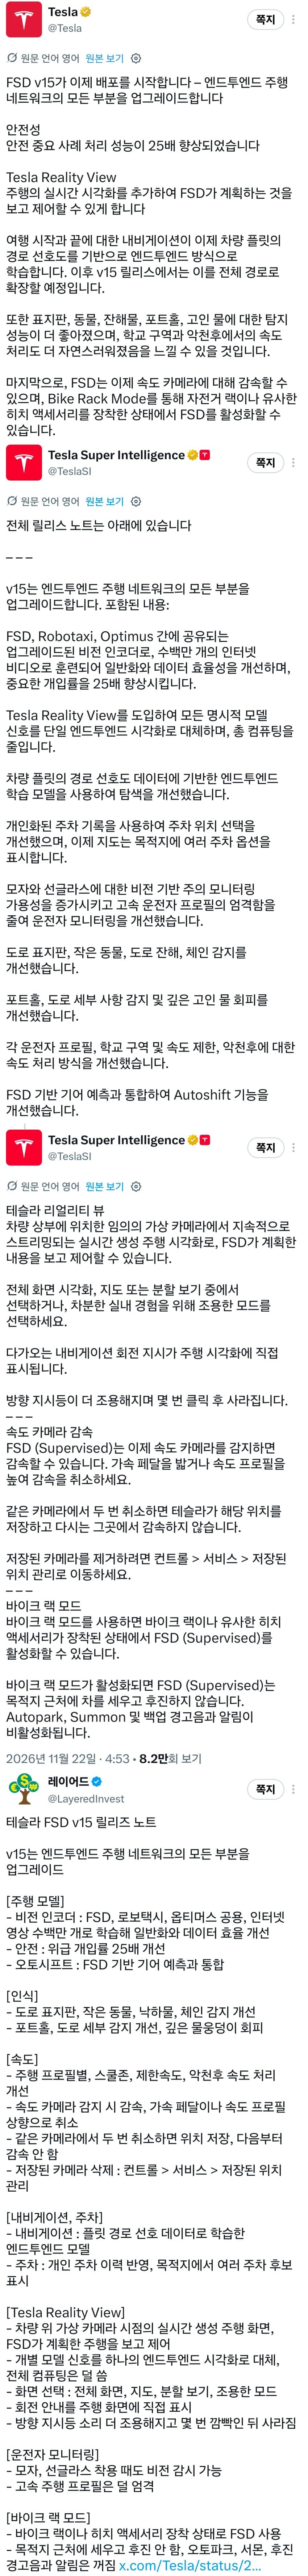 Tesla
@Tesla
쪽지
원문 언어 영어 원본 보기
FSD v15가 이제 배포를 시작합니다 – 엔드투엔드 주행
네트워크의 모든 부분을 업그레이드합니다
안전성
안전 중요 사례 처리 성능이 25배 향상되었습니다
Tesla Reality View
주행의 실시간 시각화를 추가하여 FSD가 계획하는 것을
보고 제어할 수 있게 합니다
여행 시작과 끝에 대한 내비게이션이 이제 차량 플릿의
경로 선호도를 기반으로 엔드투엔드 방식으로
학습합니다. 이후 v15 릴리스에서는 이를 전체 경로로
확장할 예정입니다.
또한 표지판, 동물, 잔해물, 포트홀, 고인 물에 대한 탐지
성능이 더 좋아졌으며, 학교 구역과 악천후에서의 속도
처리도 더 자연스러워졌음을 느낄 수 있을 것입니다.
마지막으로, FSD는 이제 속도 카메라에 대해 감속할 수
있으며, Bike Rack Mode를 통해 자전거 랙이나 유사한
히치 액세서리를 장착한 상태에서 FSD를 활성화할 수
있습니다.
Tesla Super Intelligence
@TeslaSI
쪽지
원문 언어 영어 원본 보기
전체 릴리스 노트는 아래에 있습니다
– – –
v15는 엔드투엔드 주행 네트워크의 모든 부분을
업그레이드합니다. 포함된 내용:
FSD, Robotaxi, Optimus 간에 공유되는
업그레이드된 비전 인코더로, 수백만 개의 인터넷
비디오로 훈련되어 일반화와 데이터 효율성을 개선하며,
중요한 개입률을 25배 향상시킵니다.
Tesla Reality View를 도입하여 모든 명시적 모델
신호를 단일 엔드투엔드 시각화로 대체하며, 총 컴퓨팅을
줄입니다.
차량 플릿의 경로 선호도 데이터에 기반한 엔드투엔드
학습 모델을 사용하여 탐색을 개선했습니다.
개인화된 주차 기록을 사용하여 주차 위치 선택을
개선했으며, 이제 지도는 목적지에 여러 주차 옵션을
표시합니다.
모자와 선글라스에 대한 비전 기반 주의 모니터링
가용성을 증가시키고 고속 운전자 프로필의 엄격함을
줄여 운전자 모니터링을 개선했습니다.
도로 표지판, 작은 동물, 도로 잔해, 체인 감지를
개선했습니다.
포트홀, 도로 세부 사항 감지 및 깊은 고인 물 회피를
개선했습니다.
각 운전자 프로필, 학교 구역 및 속도 제한, 악천후에 대한
속도 처리 방식을 개선했습니다.
FSD 기반 기어 예측과 통합하여 Autoshift 기능을
개선했습니다.
Tesla Super Intelligence
@TeslaSI
쪽지
원문 언어 영어 원본 보기
테슬라 리얼리티 뷰
차량 상부에 위치한 임의의 가상 카메라에서 지속적으로
스트리밍되는 실시간 생성 주행 시각화로, FSD가 계획한
내용을 보고 제어할 수 있습니다.
전체 화면 시각화, 지도 또는 분할 보기 중에서
선택하거나, 차분한 실내 경험을 위해 조용한 모드를
선택하세요.
다가오는 내비게이션 회전 지시가 주행 시각화에 직접
표시됩니다.
방향 지시등이 더 조용해지며 몇 번 클릭 후 사라집니다.
– – –
속도 카메라 감속
FSD (Supervised)는 이제 속도 카메라를 감지하면
감속할 수 있습니다. 가속 페달을 밟거나 속도 프로필을
높여 감속을 취소하세요.
같은 카메라에서 두 번 취소하면 테슬라가 해당 위치를
저장하고 다시는 그곳에서 감속하지 않습니다.
저장된 카메라를 제거하려면 컨트롤 > 서비스 > 저장된
위치 관리로 이동하세요.
– – –
바이크 랙 모드
바이크 랙 모드를 사용하면 바이크 랙이나 유사한 히치
액세서리가 장착된 상태에서 FSD (Supervised)를
활성화할 수 있습니다.
바이크 랙 모드가 활성화되면 FSD (Supervised)는
목적지 근처에 차를 세우고 후진하지 않습니다.
Autopark, Summon 및 백업 경고음과 알림이
비활성화됩니다.
2026년 11월 22일 · 4:53 · 8.2만회 보기
레이어드
@LayeredInvest
쪽지
테슬라 FSD v15 릴리즈 노트
v15는 엔드투엔드 주행 네트워크의 모든 부분을
업그레이드
[주행 모델]
- 비전 인코더 : FSD, 로보택시, 옵티머스 공용, 인터넷
영상 수백만 개로 학습해 일반화와 데이터 효율 개선
- 안전 : 위급 개입률 25배 개선
- 오토시프트 : FSD 기반 기어 예측과 통합
[인식]
- 도로 표지판, 작은 동물, 낙하물, 체인 감지 개선
- 포트홀, 도로 세부 감지 개선, 깊은 물웅덩이 회피
[속도]
- 주행 프로필별, 스쿨존, 제한속도, 악천후 속도 처리
개선
- 속도 카메라 감지 시 감속, 가속 페달이나 속도 프로필
상향으로 취소
- 같은 카메라에서 두 번 취소하면 위치 저장, 다음부터
감속 안 함
- 저장된 카메라 삭제 : 컨트롤 > 서비스 > 저장된 위치
관리
[내비게이션, 주차]
- 내비게이션 : 플릿 경로 선호 데이터로 학습한
엔드투엔드 모델
- 주차 : 개인 주차 이력 반영, 목적지에서 여러 주차 후보
표시
[Tesla Reality View]
- 차량 위 가상 카메라 시점의 실시간 생성 주행 화면,
FSD가 계획한 주행을 보고 제어
- 개별 모델 신호를 하나의 엔드투엔드 시각화로 대체,
전체 컴퓨팅은 덜 씀
- 화면 선택 : 전체 화면, 지도, 분할 보기, 조용한 모드
- 회전 안내를 주행 화면에 직접 표시
- 방향 지시등 소리 더 조용해지고 몇 번 깜빡인 뒤 사라짐
[운전자 모니터링]
- 모자, 선글라스 착용 때도 비전 감시 가능
- 고속 주행 프로필은 덜 엄격
[바이크 랙 모드]
- 바이크 랙이나 히치 액세서리 장착 상태로 FSD 사용
- 목적지 근처에 세우고 후진 안 함, 오토파크, 서몬, 후진
경고음과 알림은 꺼짐 x.com/Tesla/status/2...